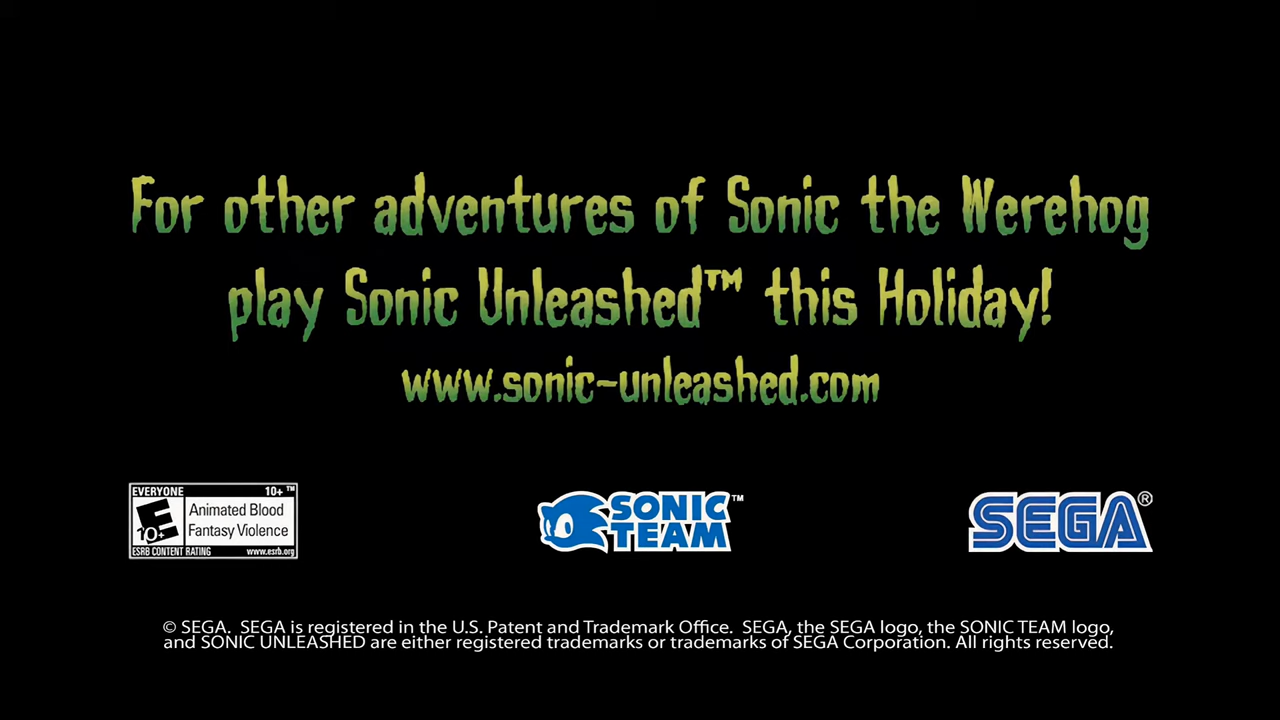 For other adventures of Sonic the Werehog
play Sonic Unleashed™ this Holiday!
www.sonic-unleashed.com
EVERYONE 10+ ™
E 10+
Animated Blood
Fantasy Violence
ESRB CONTENT RATING www.esrb.org
SONIC TEAM™
SEGA®
© SEGA. SEGA is registered in the U.S. Patent and Trademark Office. SEGA, the SEGA logo, the SONIC TEAM logo,
and SONIC UNLEASHED are either registered trademarks or trademarks of SEGA Corporation. All rights reserved.